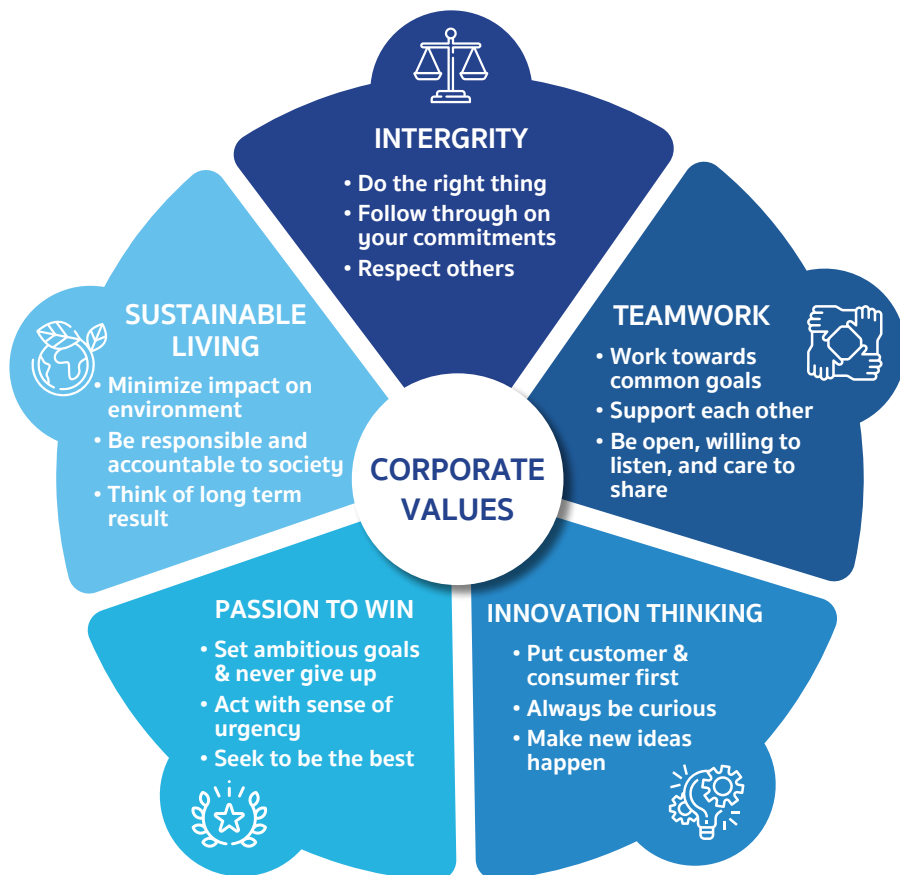 INTERGRITY
• Do the right thing
• Follow through on
your commitments
• Respect others
TEAMWORK
• Work towards
common goals
• Support each other
• Be open, willing to
listen, and care to
share
INNOVATION THINKING
• Put customer &
consumer first
• Always be curious
• Make new ideas
happen
PASSION TO WIN
• Set ambitious goals
& never give up
• Act with sense of
urgency
• Seek to be the best
SUSTAINABLE
LIVING
• Minimize impact on
environment
• Be responsible and
accountable to society
• Think of long term
result
CORPORATE
VALUES